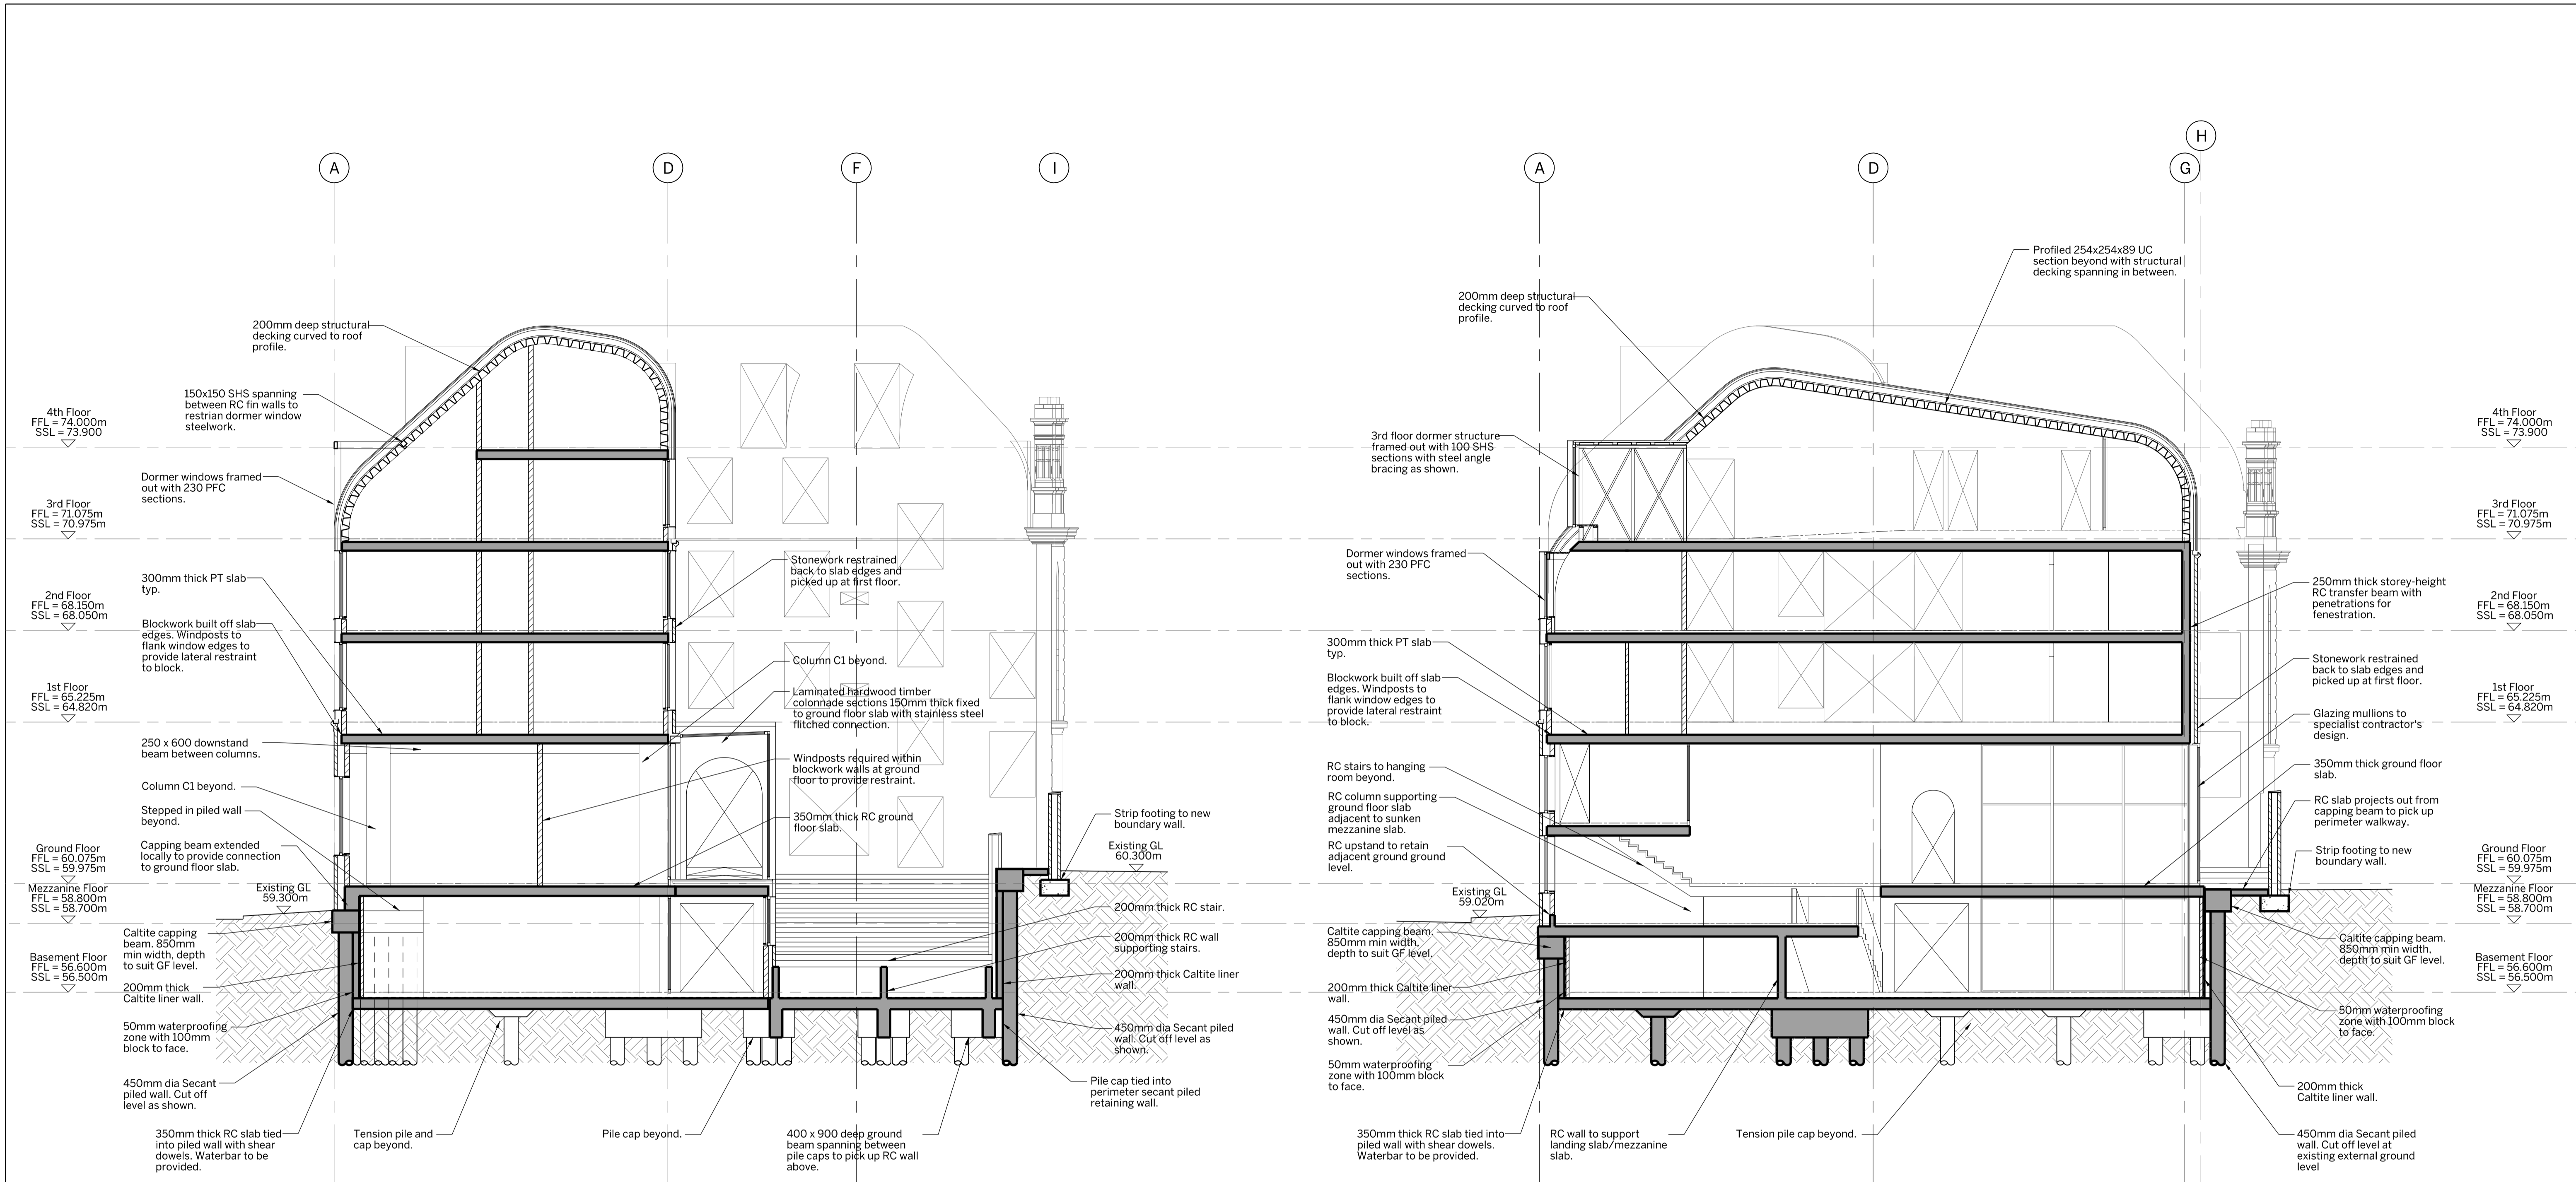 A
D
F
I
200mm deep structural
decking curved to roof
profile.
150x150 SHS spanning
between RC fin walls to
restrian dormer window
steelwork.
4th Floor
FFL = 74.000m
SSL = 73.900
Dormer windows framed
out with 230 PFC
sections.
3rd Floor
FFL = 71.075m
SSL = 70.975m
300mm thick PT slab
typ.
2nd Floor
FFL = 68.150m
SSL = 68.050m
Blockwork built off slab
edges. Windposts to
flank window edges to
provide lateral restraint
to block.
1st Floor
FFL = 65.225m
SSL = 64.820m
250 x 600 downstand
beam between columns.
Column C1 beyond.
Stepped in piled wall
beyond.
Capping beam extended
locally to provide connection
to ground floor slab.
Ground Floor
FFL = 60.075m
SSL = 59.975m
Mezzanine Floor
FFL = 58.800m
SSL = 58.700m
Existing GL
59.300m
Caltite capping
beam. 850mm
min width, depth
to suit GF level.
Basement Floor
FFL = 56.600m
SSL = 56.500m
200mm thick
Caltite liner wall.
50mm waterproofing
zone with 100mm
block to face.
450mm dia Secant
piled wall. Cut off
level as shown.
350mm thick RC slab tied
into piled wall with shear
dowels. Waterbar to be
provided.
Tension pile and
cap beyond.
Pile cap beyond.
400 x 900 deep ground
beam spanning between
pile caps to pick up RC wall
above.
Stonework restrained
back to slab edges and
picked up at first floor.
Column C1 beyond.
Laminated hardwood timber
colonnade sections 150mm thick fixed
to ground floor slab with stainless steel
flitched connection.
Windposts required within
blockwork walls at ground
floor to provide restraint.
350mm thick RC ground
floor slab.
Strip footing to new
boundary wall.
Existing GL
60.300m
200mm thick RC stair.
200mm thick RC wall
supporting stairs.
200mm thick Caltite liner
wall.
450mm dia Secant piled
wall. Cut off level as
shown.
Pile cap tied into
perimeter secant piled
retaining wall.
A
D
G
H
Profiled 254x254x89 UC
section beyond with structural
decking spanning in between.
200mm deep structural
decking curved to roof
profile.
3rd floor dormer structure
framed out with 100 SHS
sections with steel angle
bracing as shown.
Dormer windows framed
out with 230 PFC
sections.
300mm thick PT slab
typ.
Blockwork built off slab
edges. Windposts to
flank window edges to
provide lateral restraint
to block.
RC stairs to hanging
room beyond.
RC column supporting
ground floor slab
adjacent to sunken
mezzanine slab.
RC upstand to retain
adjacent ground ground
level.
Existing GL
59.020m
Caltite capping beam.
850mm min width,
depth to suit GF level.
200mm thick Caltite liner
wall.
450mm dia Secant piled
wall. Cut off level as
shown.
50mm waterproofing
zone with 100mm block
to face.
350mm thick RC slab tied into
piled wall with shear dowels.
Waterbar to be provided.
RC wall to support
landing slab/mezzanine
slab.
Tension pile cap beyond.
4th Floor
FFL = 74.000m
SSL = 73.900
3rd Floor
FFL = 71.075m
SSL = 70.975m
250mm thick storey-height
RC transfer beam with
penetrations for
fenestration.
2nd Floor
FFL = 68.150m
SSL = 68.050m
Stonework restrained
back to slab edges and
picked up at first floor.
1st Floor
FFL = 65.225m
SSL = 64.820m
Glazing mullions to
specialist contractor's
design.
350mm thick ground floor
slab.
RC slab projects out from
capping beam to pick up
perimeter walkway.
Strip footing to new
boundary wall.
Ground Floor
FFL = 60.075m
SSL = 59.975m
Mezzanine Floor
FFL = 58.800m
SSL = 58.700m
Caltite capping beam.
850mm min width,
depth to suit GF level.
Basement Floor
FFL = 56.600m
SSL = 56.500m
50mm waterproofing
zone with 100mm block
to face.
200mm thick
Caltite liner wall.
450mm dia Secant piled
wall. Cut off level at
existing external ground
level